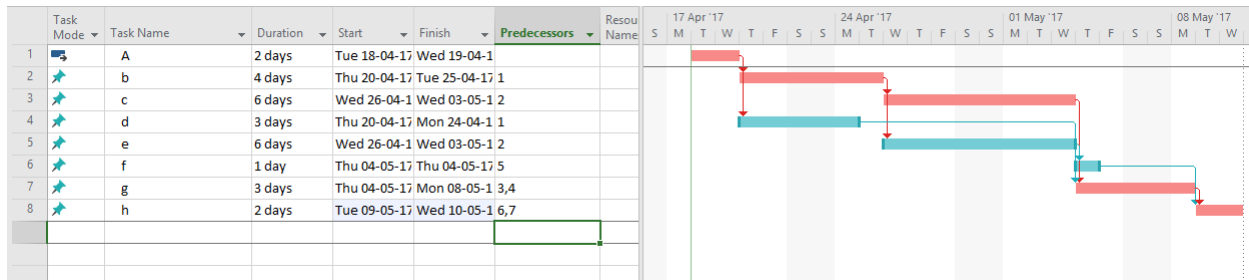 Task Mode Task Name Duration Start Finish Predecessors Resou Name 17 Apr '17 24 Apr '17 01 May '17 08 May '17
S M T W T F S S M T W T F S S M T W T F S S M T W
1 A 2 days Tue 18-04-17 Wed 19-04-1
2 b 4 days Thu 20-04-17 Tue 25-04-17 1
3 c 6 days Wed 26-04-1 Wed 03-05-1 2
4 d 3 days Thu 20-04-17 Mon 24-04-1 1
5 e 6 days Wed 26-04-1 Wed 03-05-1 2
6 f 1 day Thu 04-05-17 Thu 04-05-17 5
7 g 3 days Thu 04-05-17 Mon 08-05-1 3,4
8 h 2 days Tue 09-05-17 Wed 10-05-1 6,7